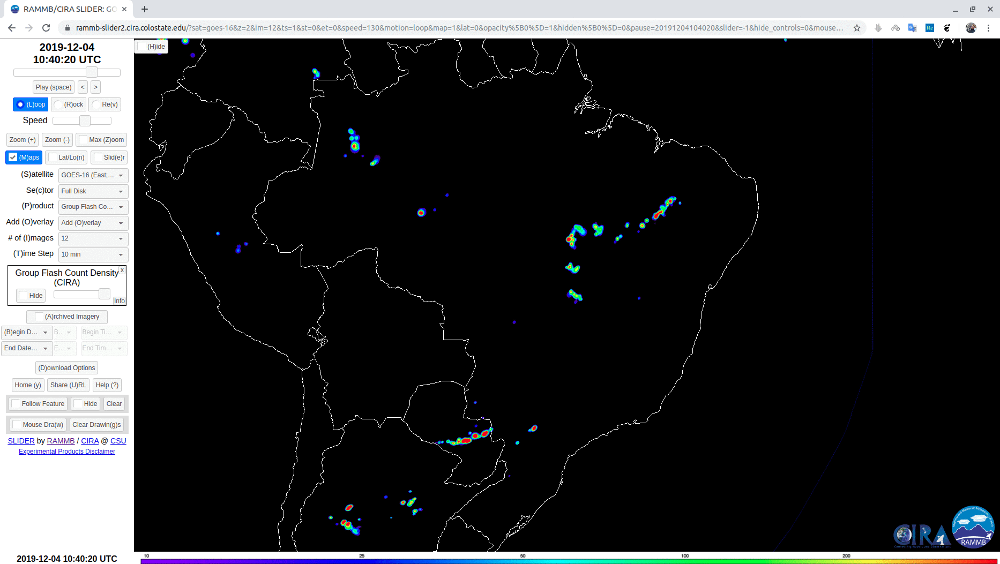 RAMMB/CIRA SLIDER: GO
rammb-slider2.cira.colostate.edu/?sat=goes-16&z=2&im=12&ts=1&st=0&et=0&speed=130&motion=loop&map=1&lat=0&opacity%5B0%5D=1&hidden%5B0%5D=0&pause=20191204104020&slider=-1&hide_controls=0&mouse...
2019-12-04
10:40:20 UTC
(H)ide
Play (space) < >
(L)oop (R)ock Re(v)
Speed
Zoom (+) Zoom (-) Max (Z)oom
(M)aps Lat/Lo(n) Slid(e)r
(S)atellite GOES-16 (East;...
Se(c)tor Full Disk
(P)roduct Group Flash Co...
Add (O)verlay Add (O)verlay
# of (I)mages 12
(T)ime Step 10 min
Group Flash Count Density x
(CIRA)
Hide
Info
(A)rchived Imagery
(B)egin D... B.. Begin Ti...
End Date... E.. End Tim...
(D)ownload Options
Home (y) Share (U)RL Help (?)
Follow Feature Hide Clear
Mouse Dra(w) Clear Drawin(g)s
SLIDER by RAMMB / CIRA @ CSU
Experimental Products Disclaimer
CIRA
RAMMB
2019-12-04 10:40:20 UTC
10 25 50 100 200